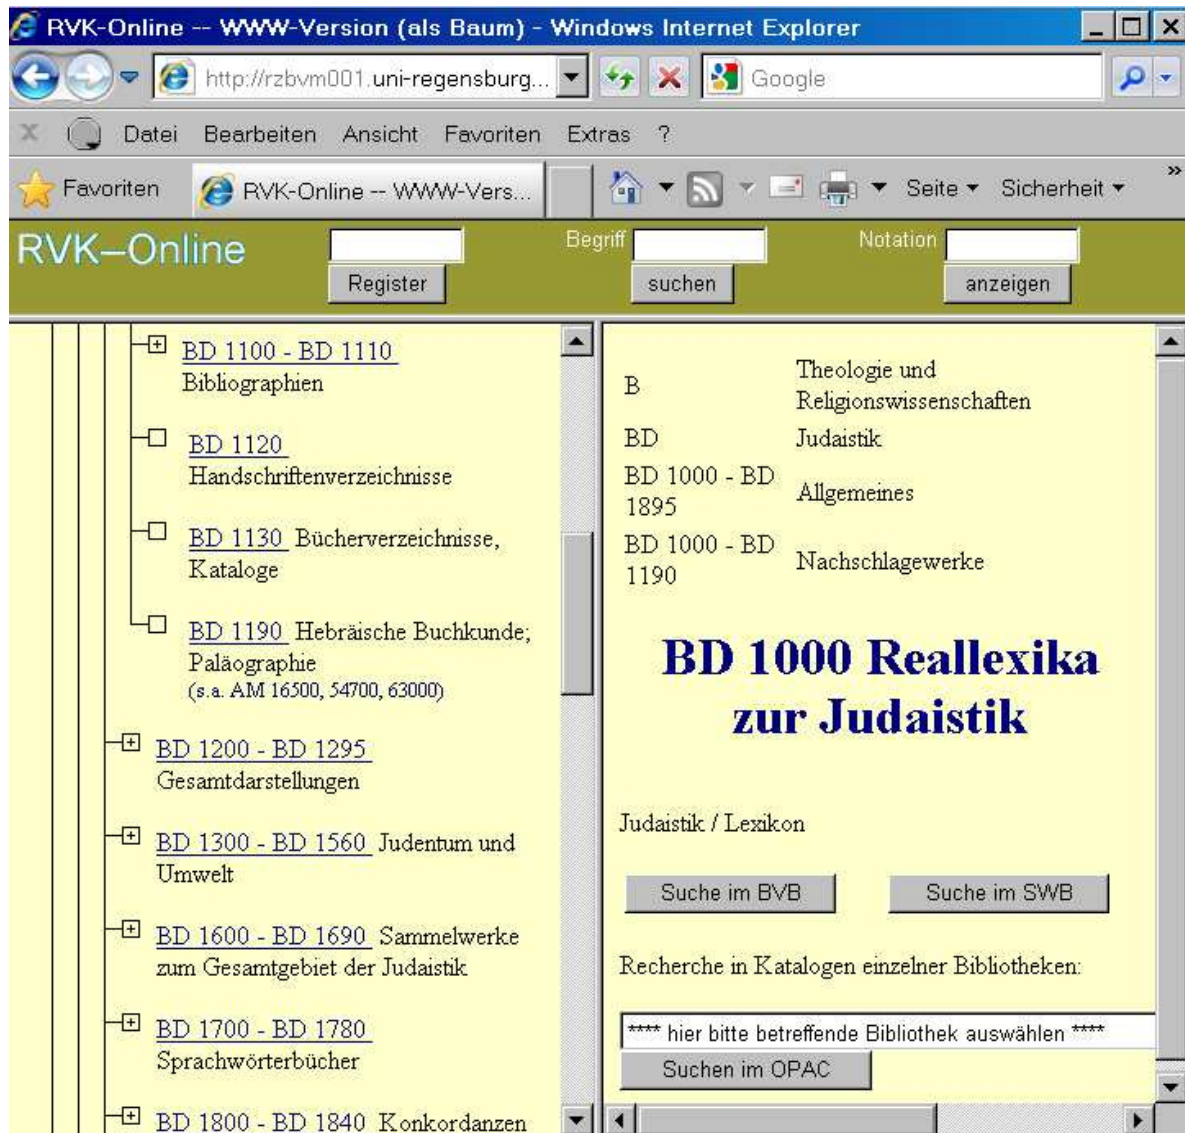 RVK-Online -- WWW-Version (als Baum) - Windows Internet Explorer
http://rzbvm001.uni-regensburg...
Google
Datei Bearbeiten Ansicht Favoriten Extras ?
Favoriten
RVK-Online -- WWW-Vers...
Seite
Sicherheit
»
RVK–Online
Register
Begriff
suchen
Notation
anzeigen
BD 1100 - BD 1110
Bibliographien
BD 1120
Handschriftenverzeichnisse
BD 1130 Bücherverzeichnisse,
Kataloge
BD 1190 Hebräische Buchkunde;
Paläographie
(s.a. AM 16500, 54700, 63000)
BD 1200 - BD 1295
Gesamtdarstellungen
BD 1300 - BD 1560 Judentum und
Umwelt
BD 1600 - BD 1690 Sammelwerke
zum Gesamtgebiet der Judaistik
BD 1700 - BD 1780
Sprachwörterbücher
BD 1800 - BD 1840 Konkordanzen
B Theologie und
Religionswissenschaften
BD Judaistik
BD 1000 - BD
1895 Allgemeines
BD 1000 - BD
1190 Nachschlagewerke
BD 1000 Reallexika
zur Judaistik
Judaistik / Lexikon
Suche im BVB
Suche im SWB
Recherche in Katalogen einzelner Bibliotheken:
**** hier bitte betreffende Bibliothek auswählen ****
Suchen im OPAC